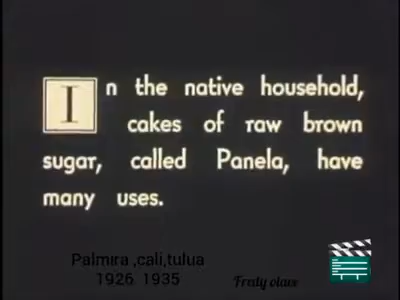 In the native household,
cakes of raw brown
sugar, called Panela, have
many uses.
Palmira ,cali,tulua
1926 1935
Fredy olave